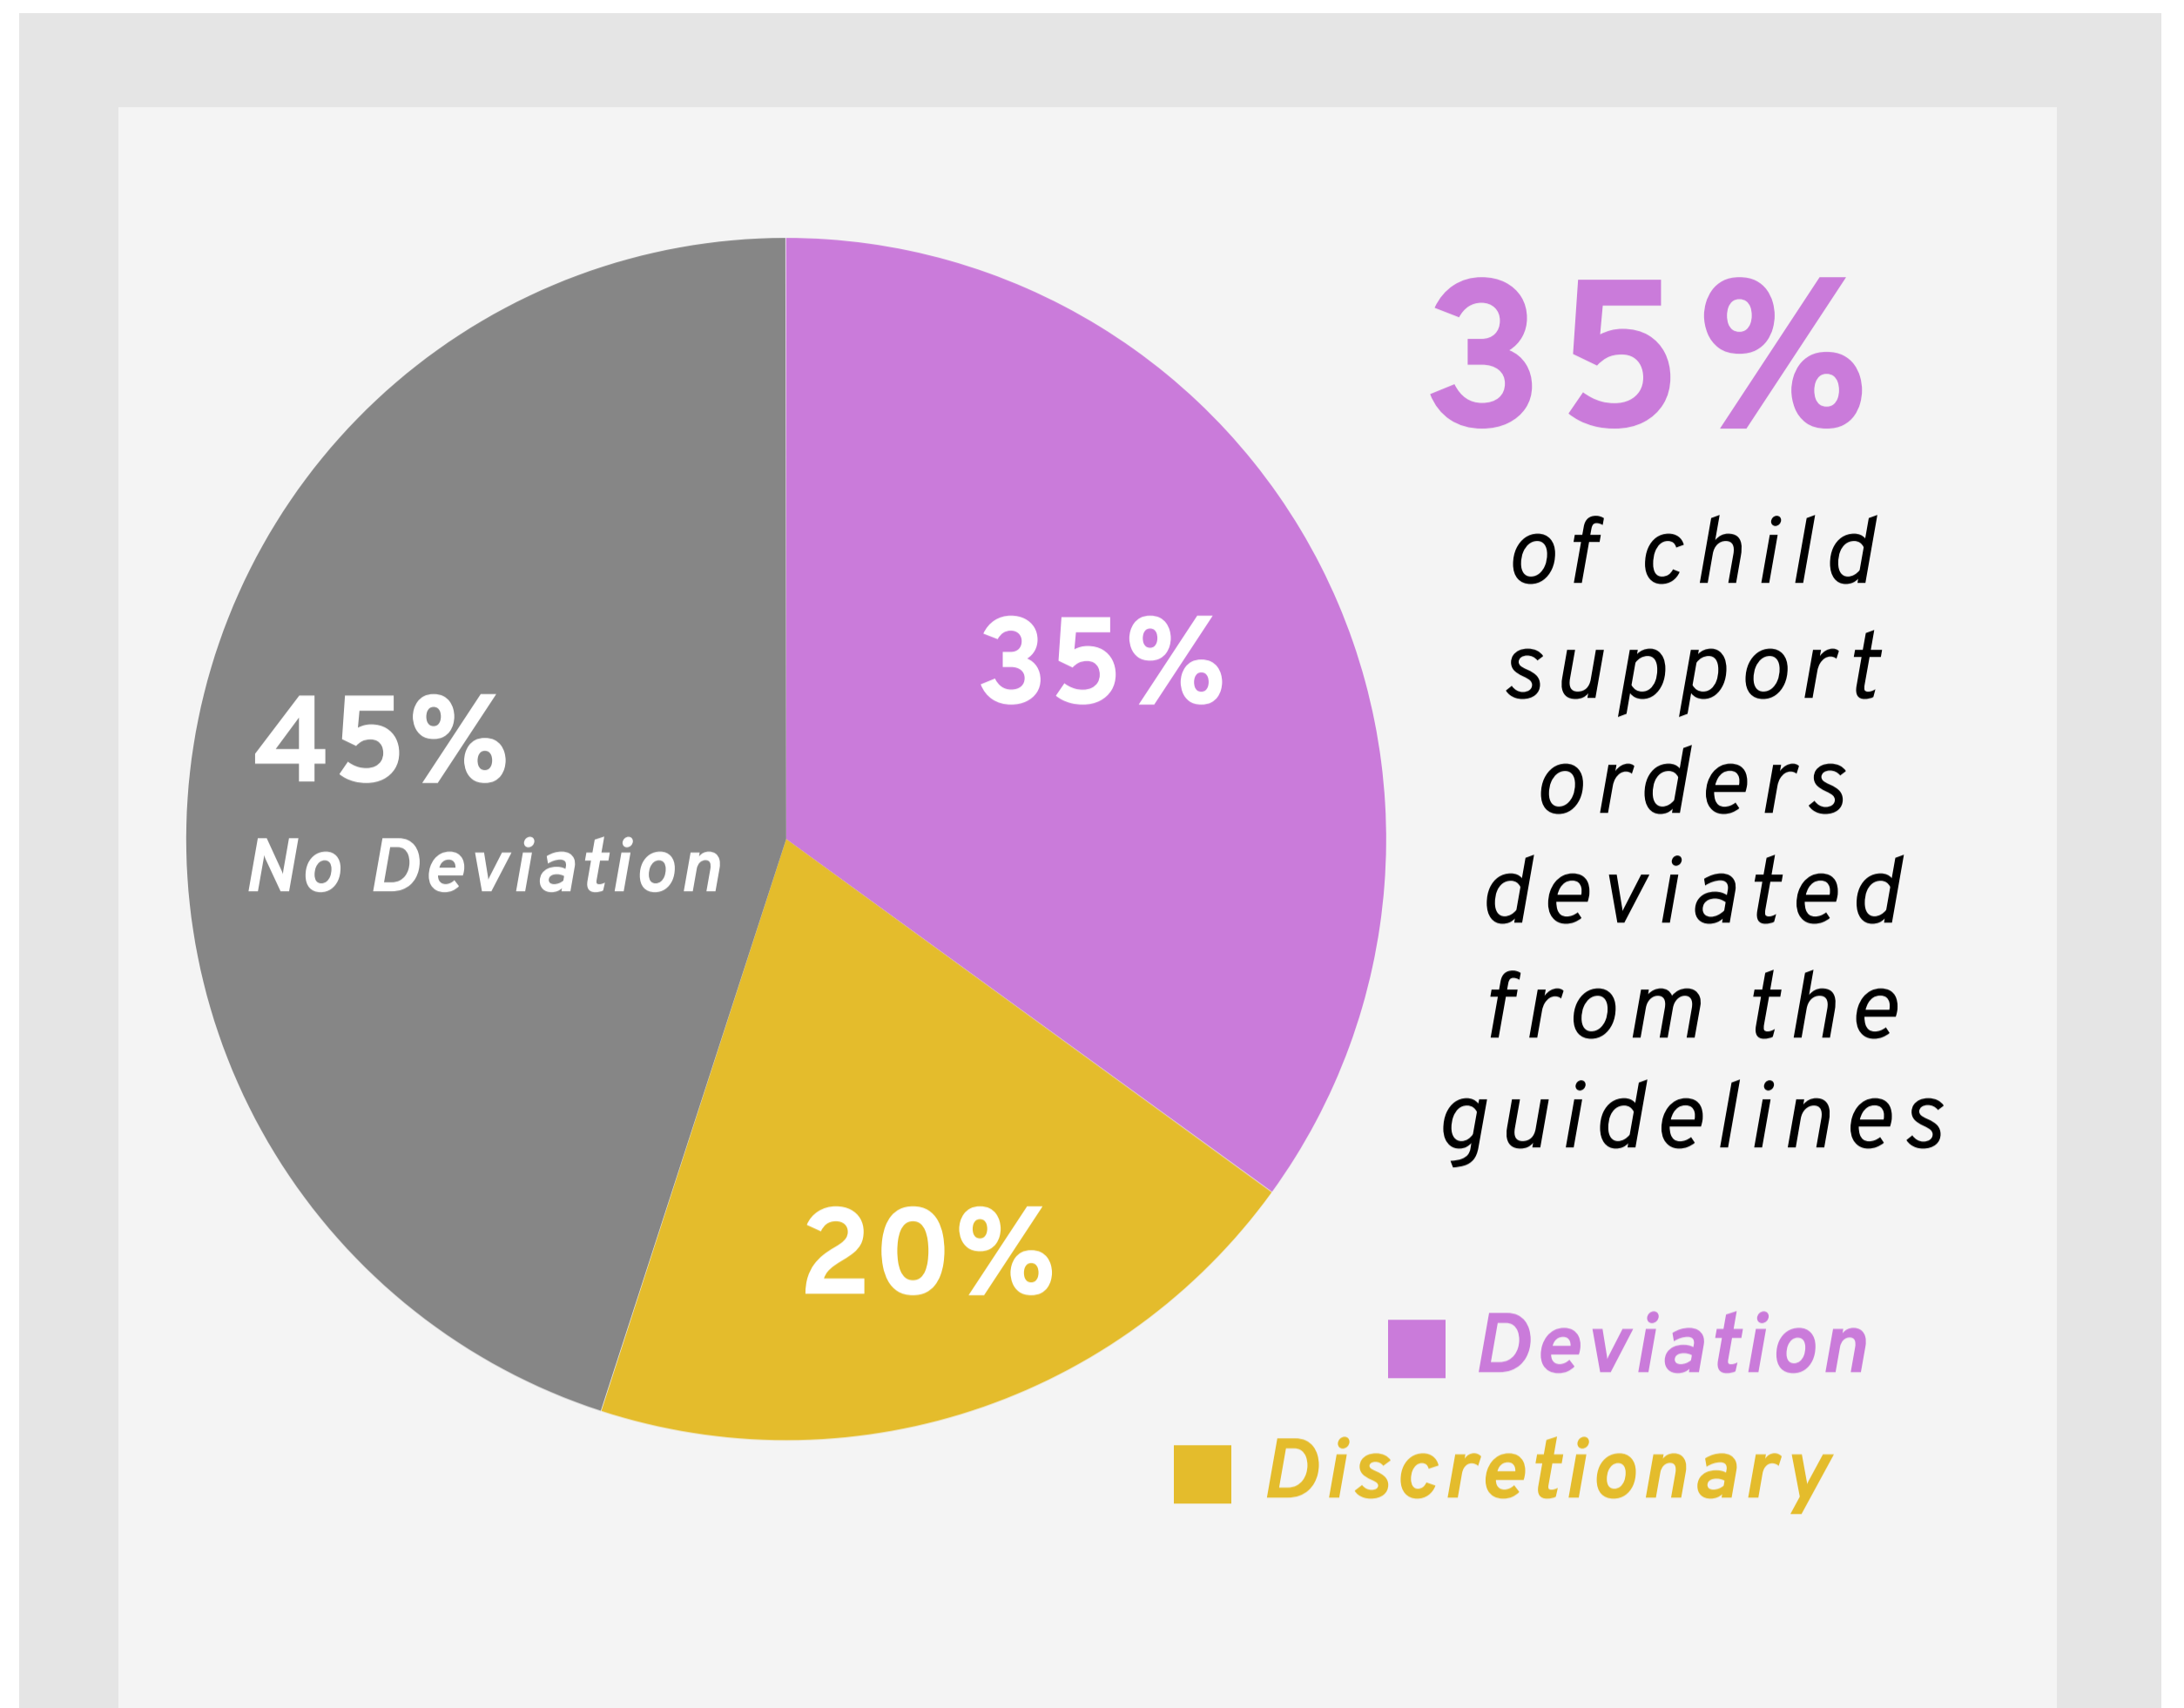 35%
of child
support
orders
deviated
from the
guidelines
35%
45%
No Deviation
20%
Deviation
Discretionary